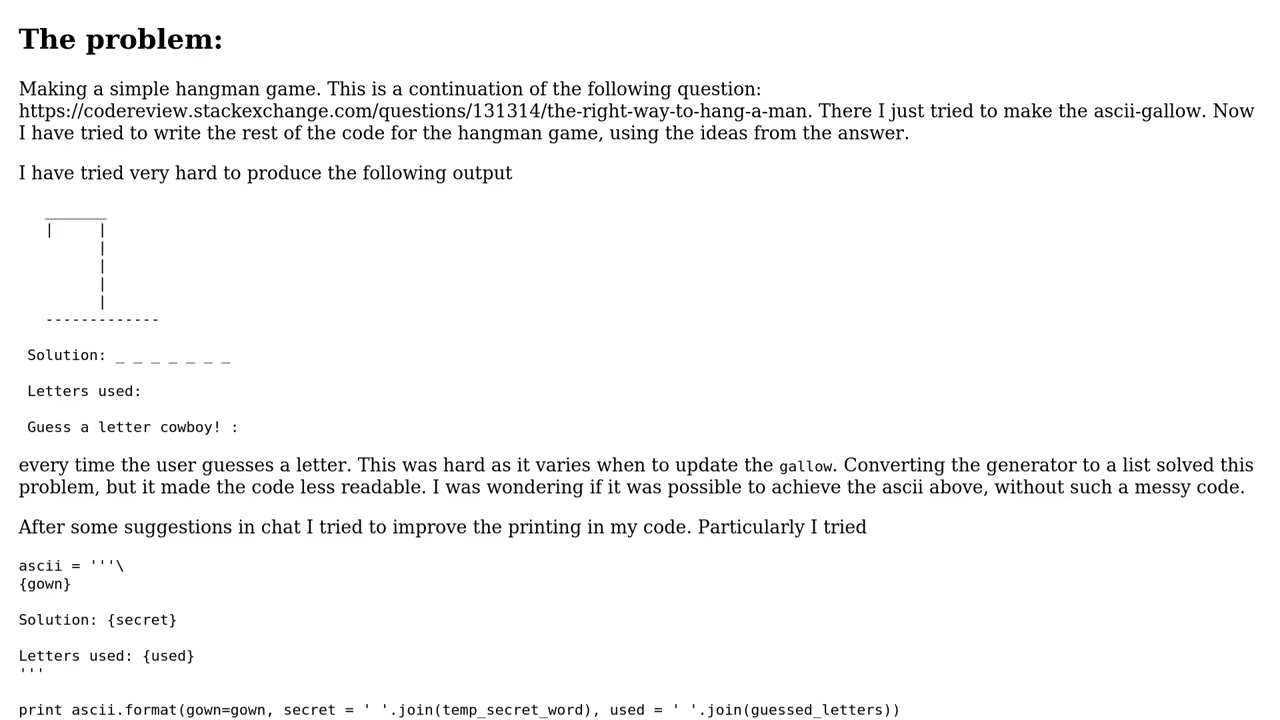 The problem:
Making a simple hangman game. This is a continuation of the following question:
https://codereview.stackexchange.com/questions/131314/the-right-way-to-hang-a-man. There I just tried to make the ascii-gallow. Now
I have tried to write the rest of the code for the hangman game, using the ideas from the answer.
I have tried very hard to produce the following output
   _______
   |     |
         |
         |
         |
         |
   -------------
 Solution: _ _ _ _ _ _ _
 Letters used:
 Guess a letter cowboy! :
every time the user guesses a letter. This was hard as it varies when to update the gallow. Converting the generator to a list solved this
problem, but it made the code less readable. I was wondering if it was possible to achieve the ascii above, without such a messy code.
After some suggestions in chat I tried to improve the printing in my code. Particularly I tried
ascii = '''\
{gown}
Solution: {secret}
Letters used: {used}
'''
print ascii.format(gown=gown, secret = ' '.join(temp_secret_word), used = ' '.join(guessed_letters))